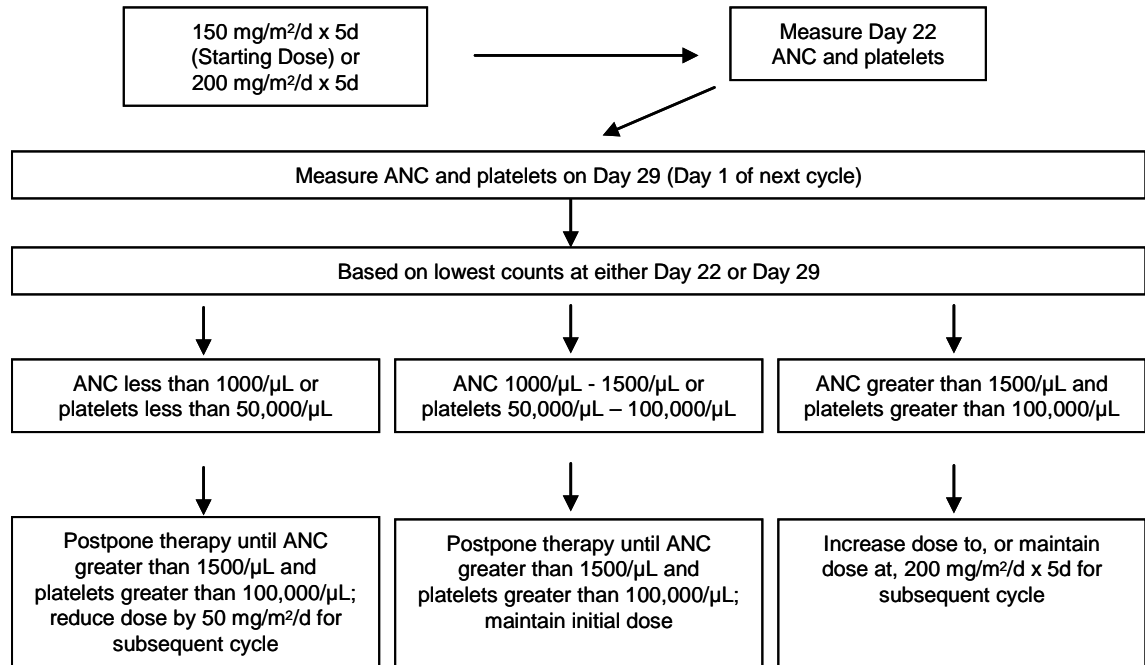 150 mg/m²/d x 5d
(Starting Dose) or
200 mg/m²/d x 5d
Measure Day 22
ANC and platelets
Measure ANC and platelets on Day 29 (Day 1 of next cycle)
Based on lowest counts at either Day 22 or Day 29
ANC less than 1000/µL or
platelets less than 50,000/µL
ANC 1000/µL - 1500/µL or
platelets 50,000/µL – 100,000/µL
ANC greater than 1500/µL and
platelets greater than 100,000/µL
Postpone therapy until ANC
greater than 1500/µL and
platelets greater than 100,000/µL;
reduce dose by 50 mg/m²/d for
subsequent cycle
Postpone therapy until ANC
greater than 1500/µL and
platelets greater than 100,000/µL;
maintain initial dose
Increase dose to, or maintain
dose at, 200 mg/m²/d x 5d for
subsequent cycle